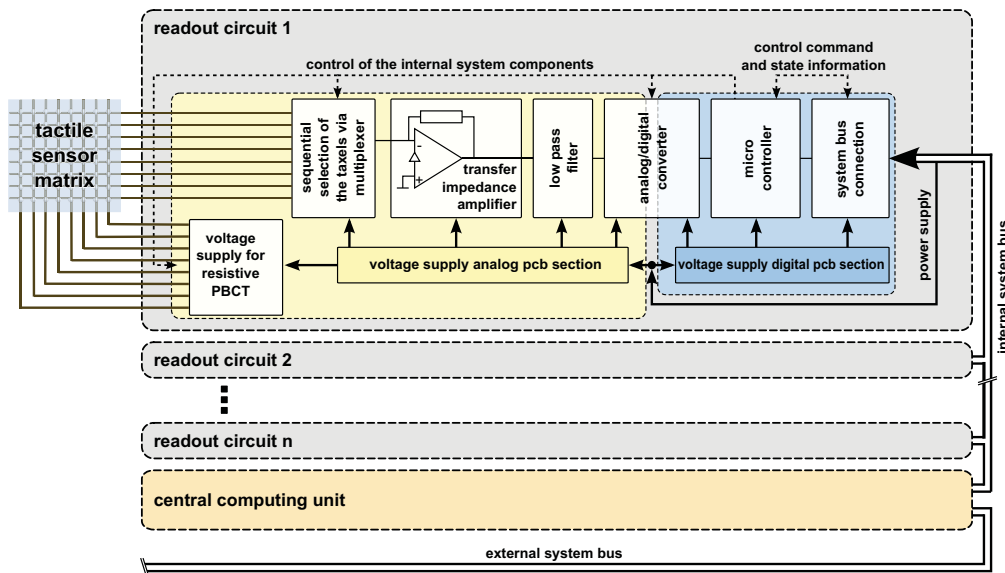 readout circuit 1
control command
and state information
control of the internal system components
tactile
sensor
matrix
sequential
selection of
the taxels via
multiplexer
-
+
transfer
impedance
amplifier
low pass
filter
analog/digital
converter
micro
controller
system bus
connection
power supply
internal system bus
voltage
supply for
resistive
PBCT
voltage supply analog pcb section
voltage supply digital pcb section
readout circuit 2
readout circuit n
central computing unit
external system bus